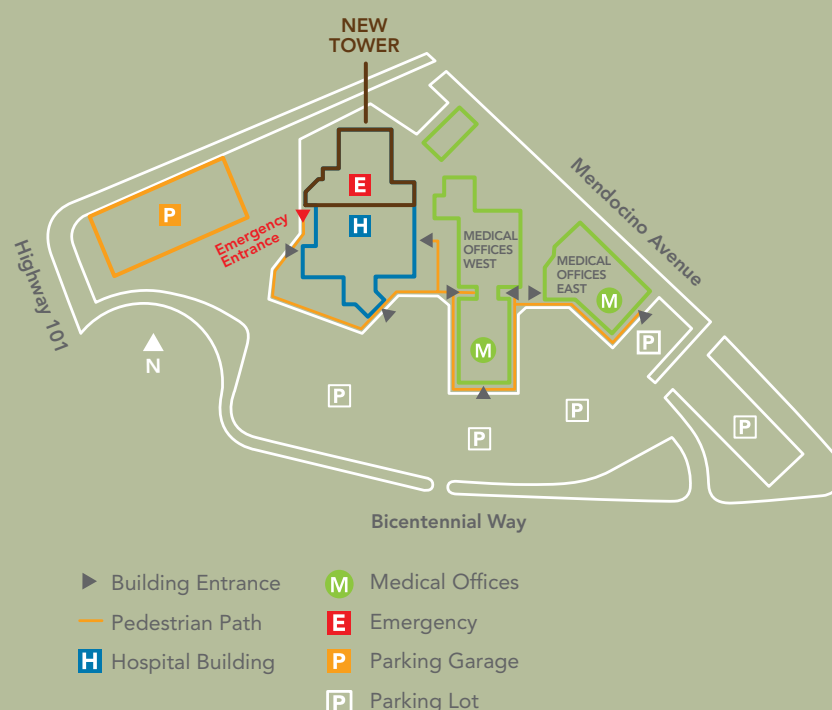 NEW
TOWER
Mendocino Avenue
E
P
Emergency
Entrance
H
MEDICAL
OFFICES
WEST
MEDICAL
OFFICES
EAST
M
Highway 101
N
M
P
P
P
P
P
Bicentennial Way
Building Entrance
M Medical Offices
Pedestrian Path
E Emergency
H Hospital Building
P Parking Garage
P Parking Lot